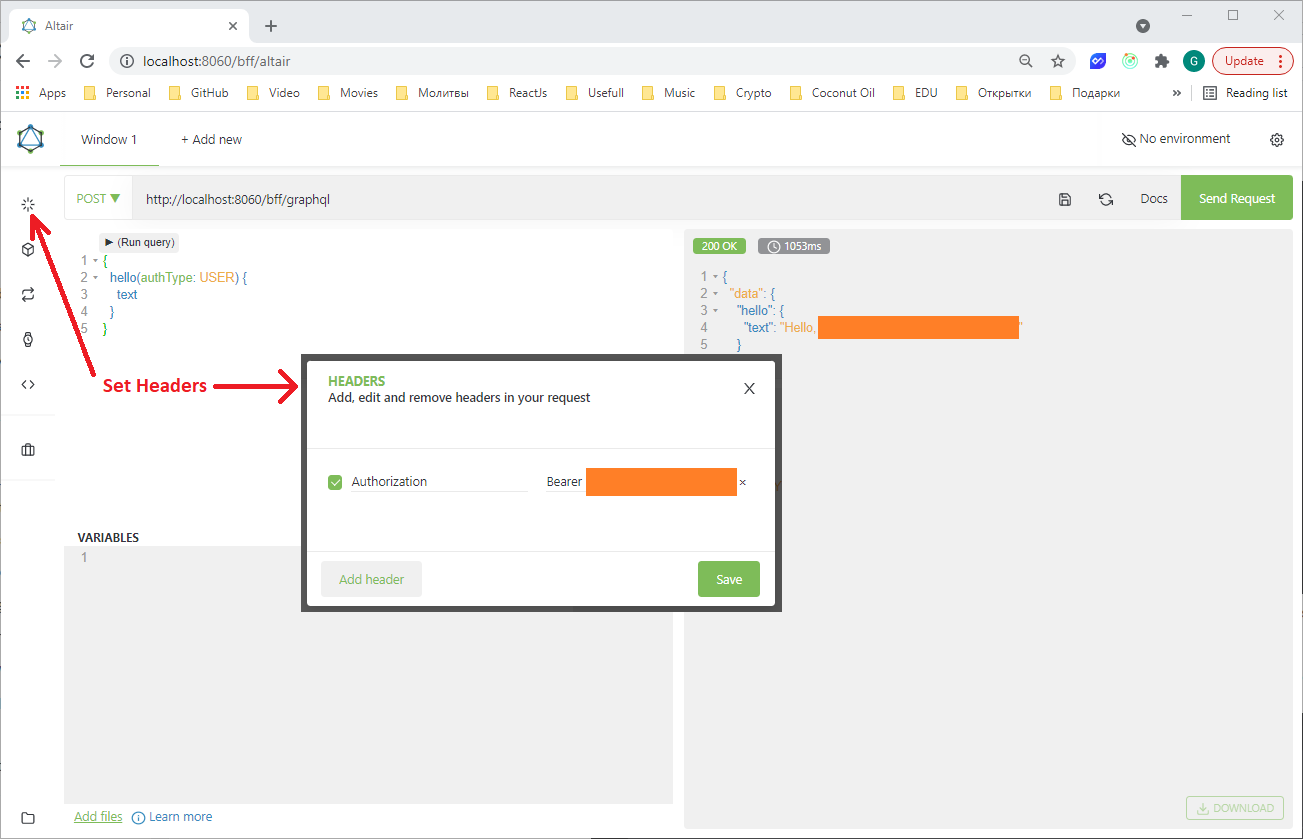 Altair
localhost:8060/bff/altair
G
Update
Apps Personal GitHub Video Movies Молитвы ReactJs Usefull Music Crypto Coconut Oil EDU Открытки Подарки » Reading list
Window 1 + Add new No environment
POST ▼ http://localhost:8060/bff/graphql Docs Send Request
▶ (Run query)
1 {
2 hello(authType: USER) {
3 text
4 }
5 }
200 OK 1053ms
1 {
2 "data": {
3 "hello": {
4 "text": "Hello, "
5 }
Set Headers
HEADERS
Add, edit and remove headers in your request
Authorization Bearer
Add header Save
VARIABLES
1
Add files Learn more
DOWNLOAD